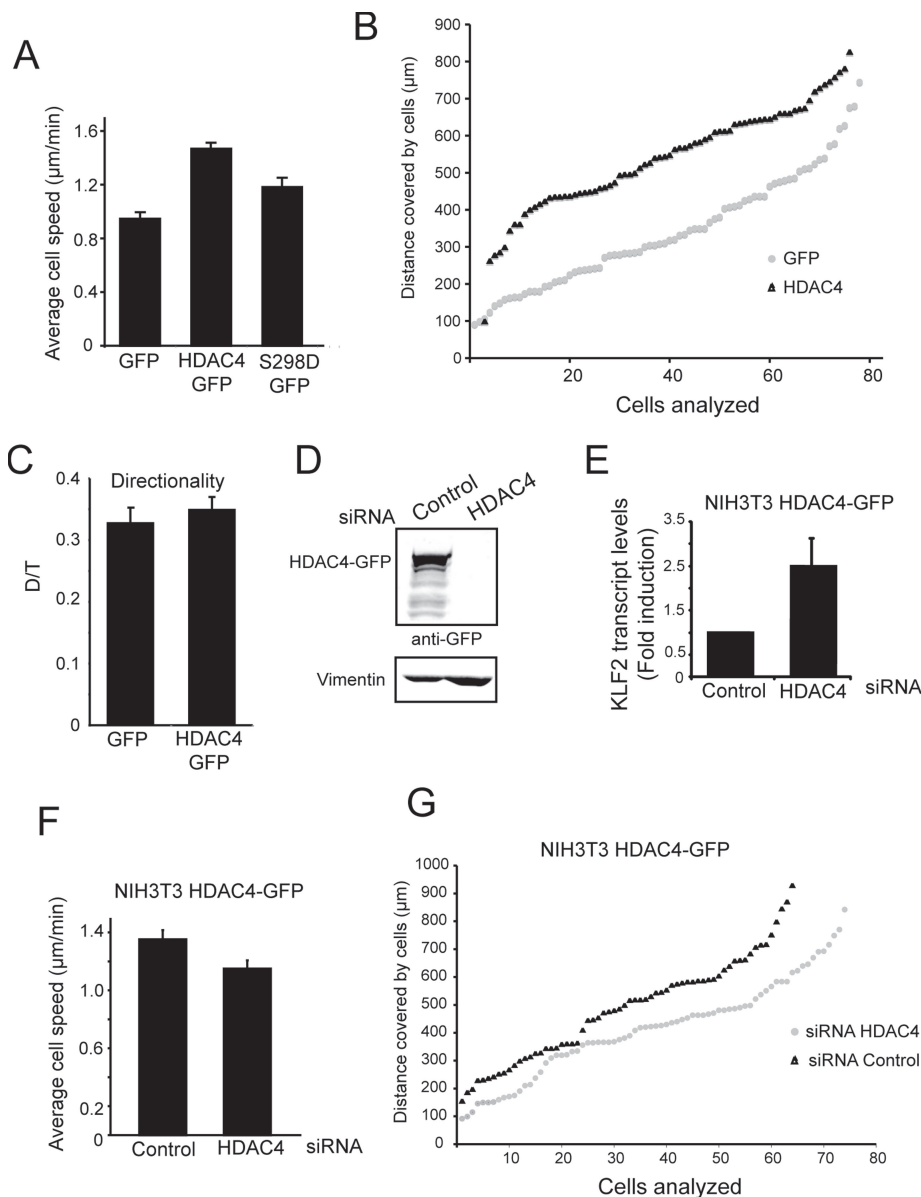 A
Average cell speed (µm/min)
1.6
1.2
0.8
0.4
0
GFP
HDAC4
GFP
S298D
GFP
B
Distance covered by cells (µm)
900
800
700
600
500
400
300
200
100
0
20
40
60
80
Cells analyzed
GFP
HDAC4
C
Directionality
D/T
0.4
0.3
0.2
0.1
0
GFP
HDAC4
GFP
D
siRNA
Control
HDAC4
HDAC4-GFP
anti-GFP
Vimentin
E
NIH3T3 HDAC4-GFP
KLF2 transcript levels
(Fold induction)
3.5
2.5
1.5
0.5
0
Control
HDAC4
siRNA
F
NIH3T3 HDAC4-GFP
Average cell speed (µm/min)
1.4
1.0
0.6
0.2
0
Control
HDAC4
siRNA
G
NIH3T3 HDAC4-GFP
Distance covered by cells (µm)
1000
900
800
700
600
500
400
300
200
100
0
10
20
30
40
50
60
70
80
Cells analyzed
siRNA HDAC4
siRNA Control